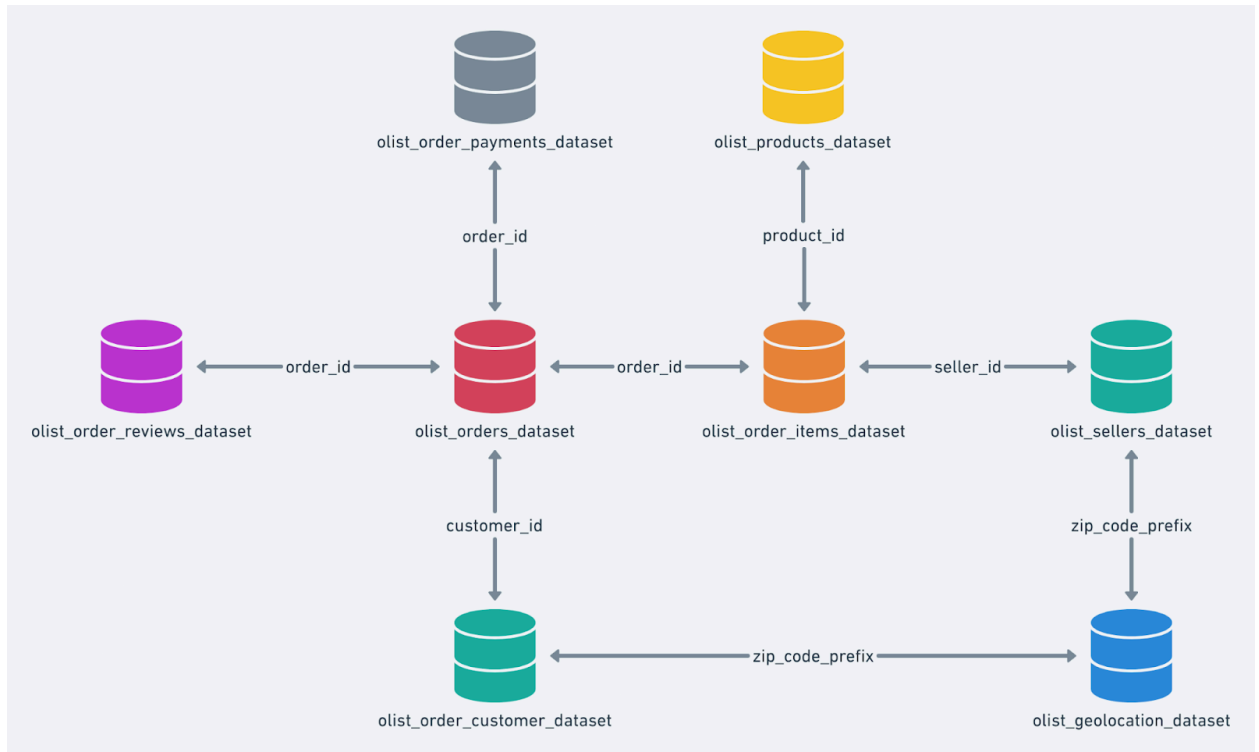 olist_order_payments_dataset
olist_products_dataset
order_id
product_id
order_id
order_id
seller_id
olist_order_reviews_dataset
olist_orders_dataset
olist_order_items_dataset
olist_sellers_dataset
customer_id
zip_code_prefix
zip_code_prefix
olist_order_customer_dataset
olist_geolocation_dataset